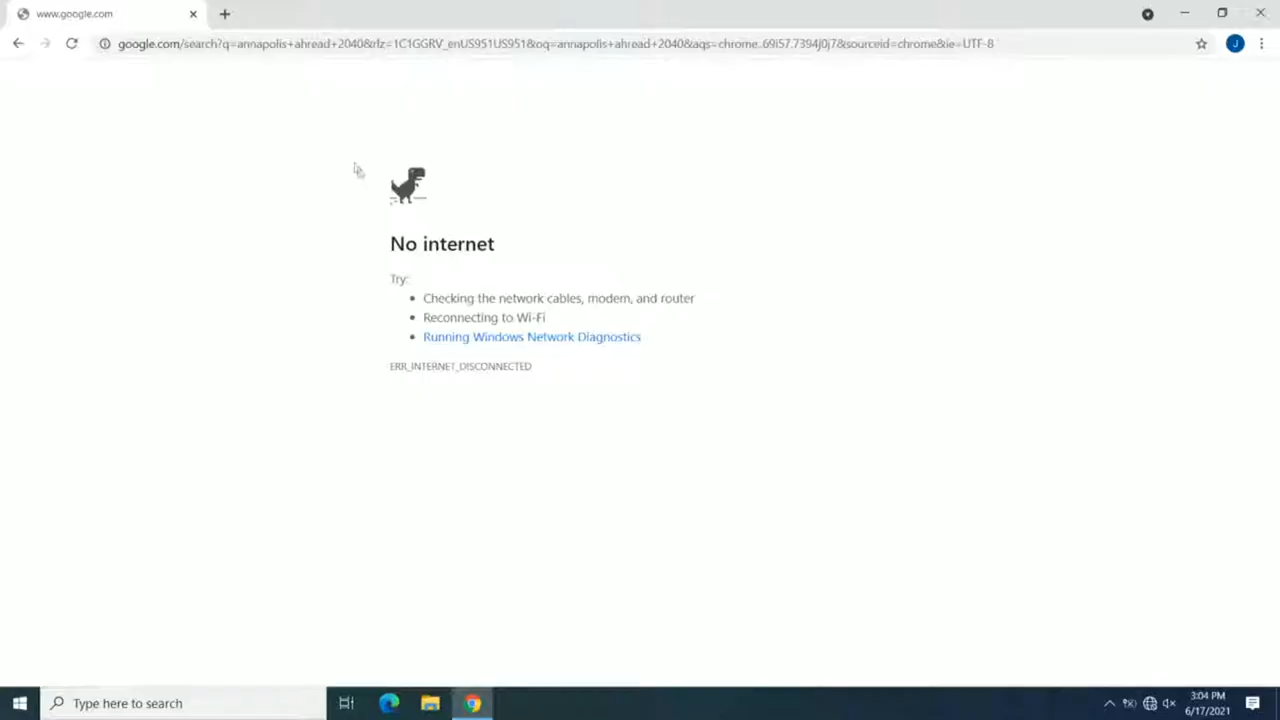 www.google.com
google.com/search?q=annapolis+ahread+2040&rlz=1C1GGRV_enUS951US951&oq=annapolis+ahread+2040&aqs=chrome..69i57.7394j0j7&sourceid=chrome&ie=UTF-8
J
No internet
Try:
Checking the network cables, modem, and router
Reconnecting to Wi-Fi
Running Windows Network Diagnostics
ERR_INTERNET_DISCONNECTED
Type here to search
3:04 PM
6/17/2021